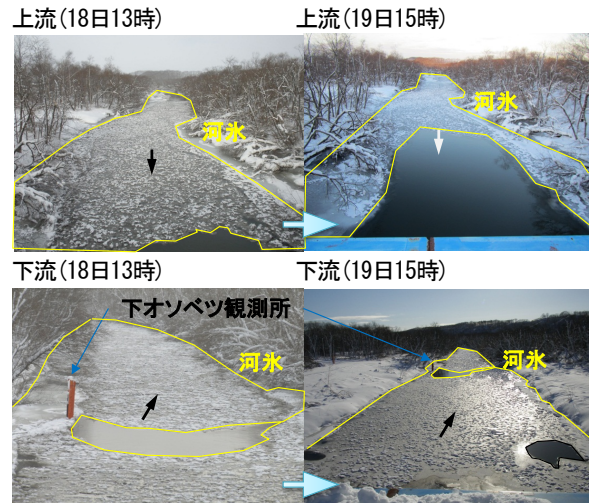 上流(18日13時)
上流(19日15時)
河氷
河氷
下流(18日13時)
下流(19日15時)
下オソベツ観測所
河氷
河氷